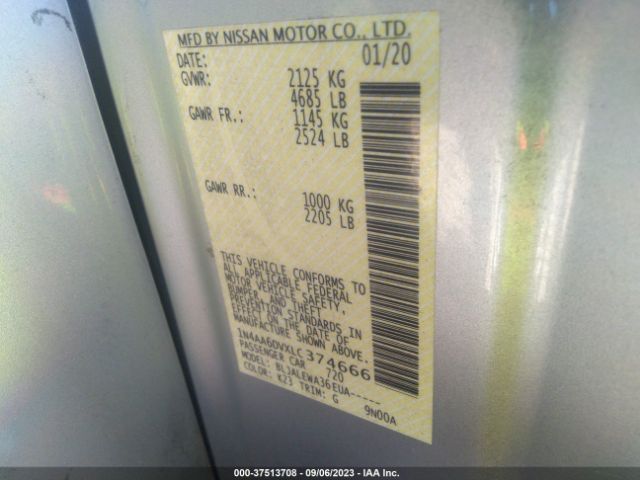 MFD BY NISSAN MOTOR CO., LTD.
DATE: 01/20
GVWR: 2125 KG
4685 LB
GAWR FR.: 1145 KG
2524 LB
GAWR RR.: 1000 KG
2205 LB
THIS VEHICLE CONFORMS TO
ALL APPLICABLE FEDERAL
MOTOR VEHICLE SAFETY,
BUMPER, AND THEFT
PREVENTION STANDARDS IN
EFFECT ON THE DATE OF
MANUFACTURE SHOWN ABOVE.
1N4AA6DVXLC374666
PASSENGER CAR 720
MODEL: BLJALEWA36EUA-----
COLOR: K23 TRIM: G 9N00A
000-37513708 - 09/06/2023 - IAA Inc.